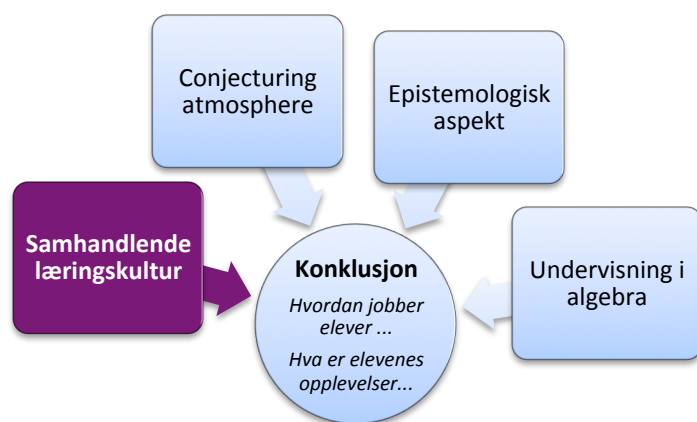 Conjecturing
atmosphere
Epistemologisk
aspekt
Samhandlende
læringskultur
Konklusjon
Hvordan jobber
elever ...
Hva er elevenes
opplevelser...
Undervisning i
algebra